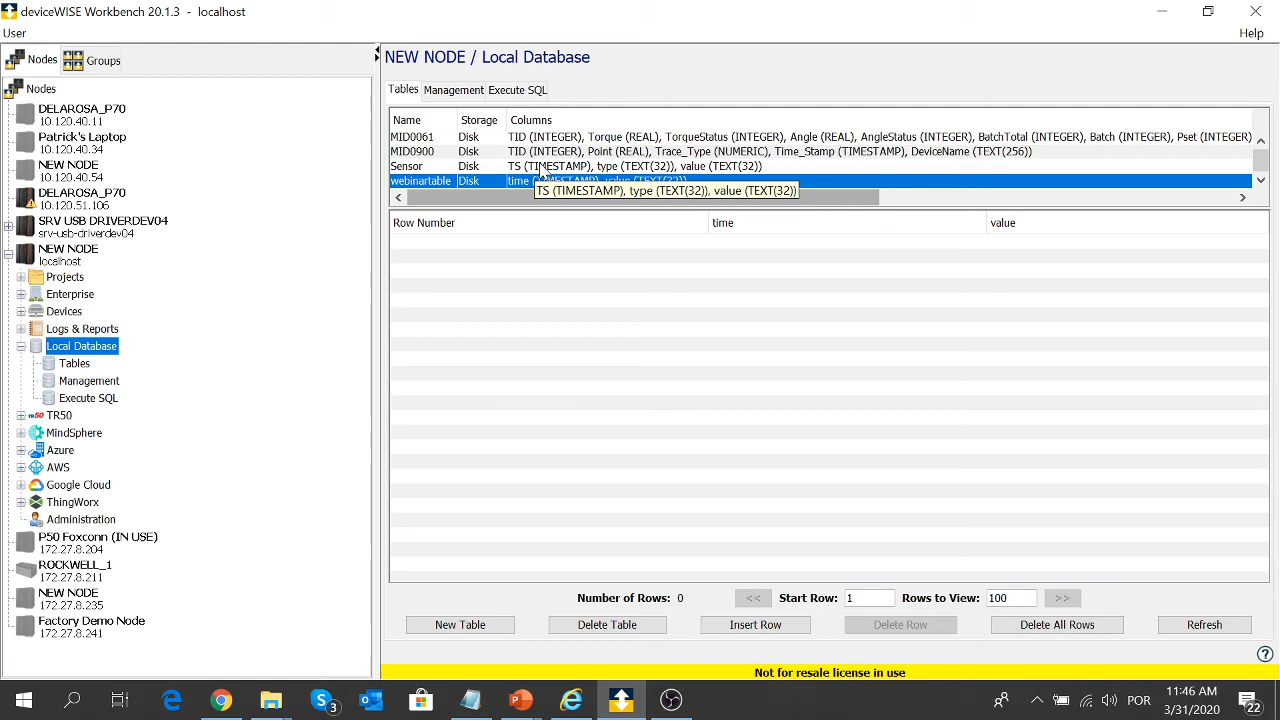 deviceWISE Workbench 20.1.3 - localhost
User
Help
Nodes
Groups
Nodes
DELAROSA_P70
10.120.40.11
Patrick's Laptop
10.120.40.34
NEW NODE
localhost
DELAROSA_P70
10.120.51.106
SRV USB DRIVERDEV04
srv-usb-driverdev04
NEW NODE
localhost
Projects
Enterprise
Devices
Logs & Reports
Local Database
Tables
Management
Execute SQL
TR50
MindSphere
Azure
AWS
Google Cloud
ThingWorx
Administration
P50 Foxconn (IN USE)
172.27.8.204
ROCKWELL_1
172.27.8.211
NEW NODE
172.27.8.235
Factory Demo Node
172.27.8.241
NEW NODE / Local Database
Tables
Management
Execute SQL
Name Storage Columns
MID0061 Disk TID (INTEGER), Torque (REAL), TorqueStatus (INTEGER), Angle (REAL), AngleStatus (INTEGER), BatchTotal (INTEGER), Batch (INTEGER), Pset (INTEGER), Time
MID0900 Disk TID (INTEGER), Point (REAL), Trace_Type (NUMERIC), Time_Stamp (TIMESTAMP), DeviceName (TEXT(256))
Sensor Disk TS (TIMESTAMP), type (TEXT(32)), value (TEXT(32))
webinartable Disk time (TIMESTAMP), value (TEXT(32))
TS (TIMESTAMP), type (TEXT(32)), value (TEXT(32))
Row Number time value
Number of Rows: 0 << Start Row: 1 Rows to View: 100 >>
New Table Delete Table Insert Row Delete Row Delete All Rows Refresh
Not for resale license in use
3
POR
11:46 AM
3/31/2020
22